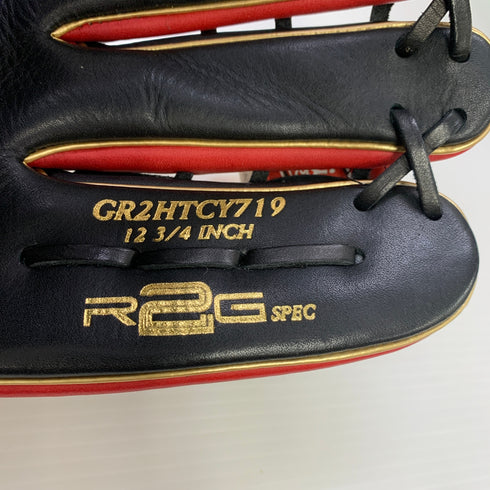 GR2HTCY719
12 3/4 INCH
R2G SPEC